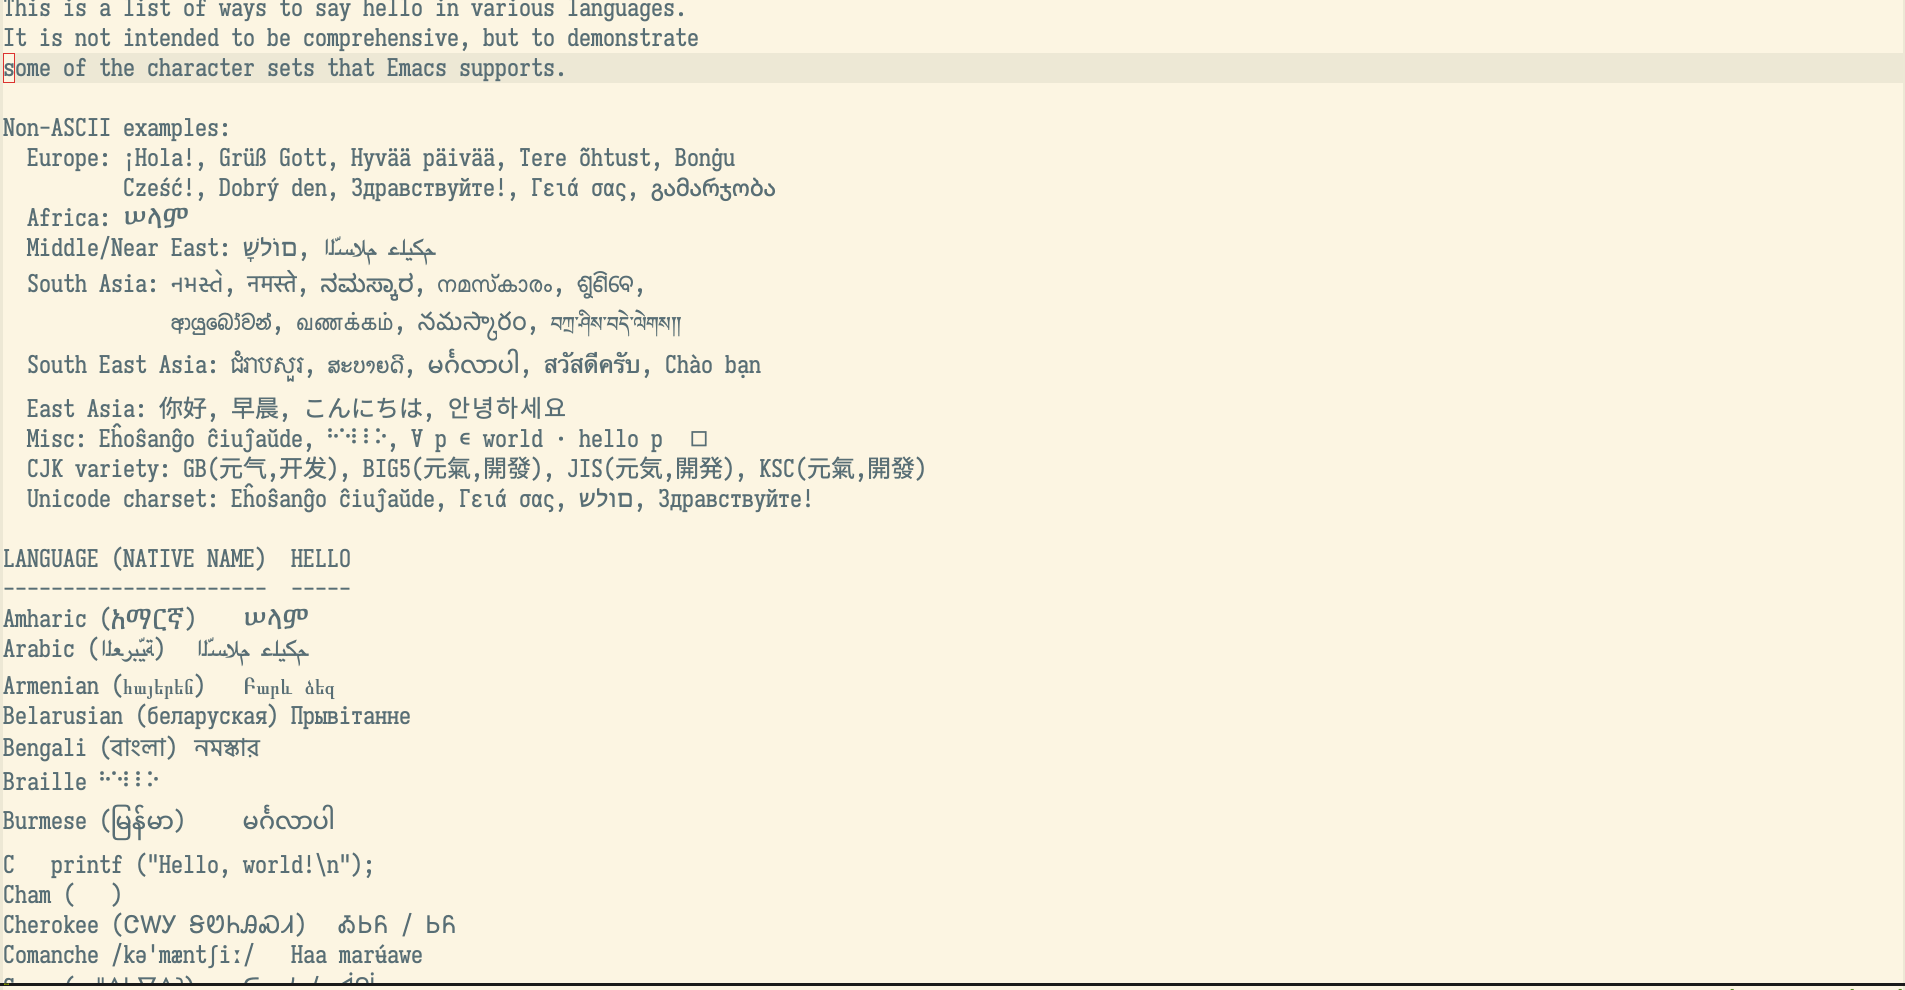 This is a list of ways to say hello in various languages.
It is not intended to be comprehensive, but to demonstrate
some of the character sets that Emacs supports.
Non-ASCII examples:
Europe: ¡Hola!, Grüß Gott, Hyvää päivää, Tere õhtust, Bonġu
Cześć!, Dobrý den, Здравствуйте!, Γειά σας, გამარჯობა
Africa: ሠላም
Middle/Near East: שָׁלוֹם, السّلام عليكم
South Asia: નમસ્તે, नमस्ते, ನಮಸ್ಕಾರ, നമസ്കാരം, ଶୁଣିବେ,
ආයුබෝවන්, வணக்கம், నమస్కారం, བཀྲ་ཤིས་བདེ་ལེགས༎
South East Asia: ជំរាបសួរ, ສະບາຍດີ, မင်္ဂလာပါ, สวัสดีครับ, Chào bạn
East Asia: 你好, 早晨, こんにちは, 안녕하세요
Misc: Eĥoŝanĝo ĉiuĵaŭde, ⠓⠑⠇⠇⠕, ∀ p ∈ world • hello p □
CJK variety: GB(元气,开发), BIG5(元氣,開發), JIS(元気,開発), KSC(元氣,開發)
Unicode charset: Eĥoŝanĝo ĉiuĵaŭde, Γειά σας, שלום, Здравствуйте!
LANGUAGE (NATIVE NAME) HELLO
---------------------- -----
Amharic (አማርኛ) ሠላም
Arabic (العربيّة) السّلام عليكم
Armenian (հայերեն) Բարև ձեզ
Belarusian (беларуская) Прывітанне
Bengali (বাংলা) নমস্কার
Braille ⠓⠑⠇⠇⠕
Burmese (မြန်မာ) မင်္ဂလာပါ
C printf ("Hello, world!\n");
Cham ( )
Cherokee (ᏣᎳᎩ ᎦᏬᏂᎯᏍᏗ) ᎣᏏᏲ / ᏏᏲ
Comanche /kəˈmæntʃiː/ Haa marʉ́awe